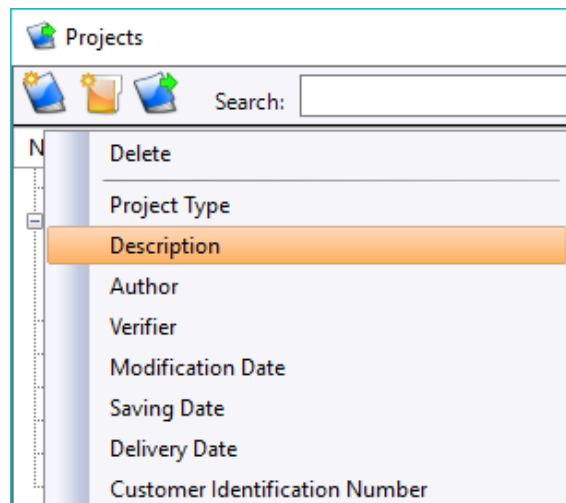 Projects
Search:
N
Delete
Project Type
Description
Author
Verifier
Modification Date
Saving Date
Delivery Date
Customer Identification Number